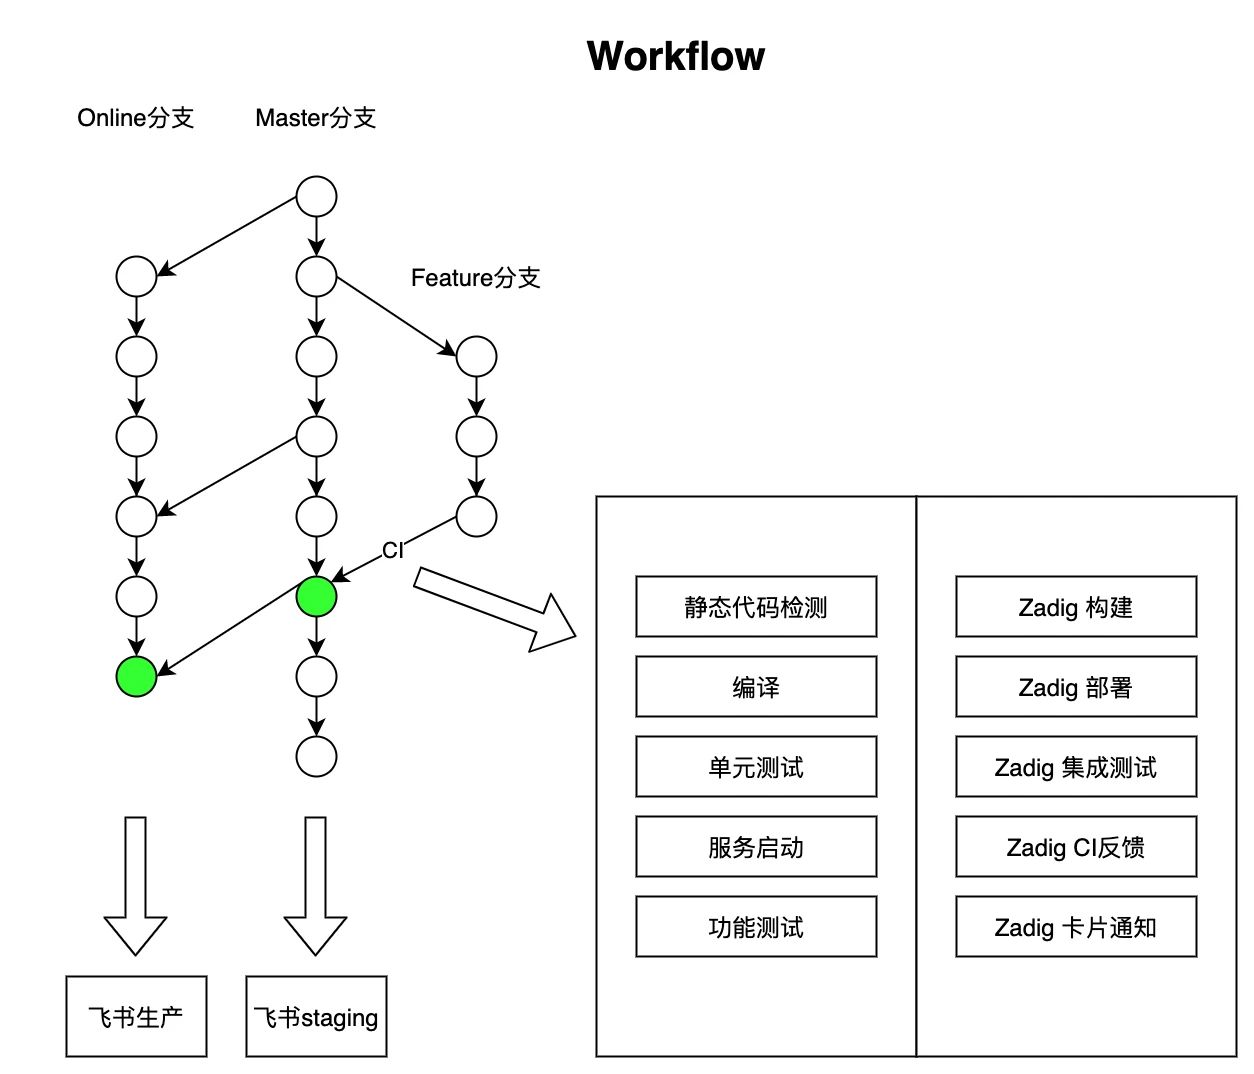 Workflow
Online分支
Master分支
Feature分支
CI
静态代码检测
编译
单元测试
服务启动
功能测试
Zadig 构建
Zadig 部署
Zadig 集成测试
Zadig CI反馈
Zadig 卡片通知
飞书生产
飞书staging